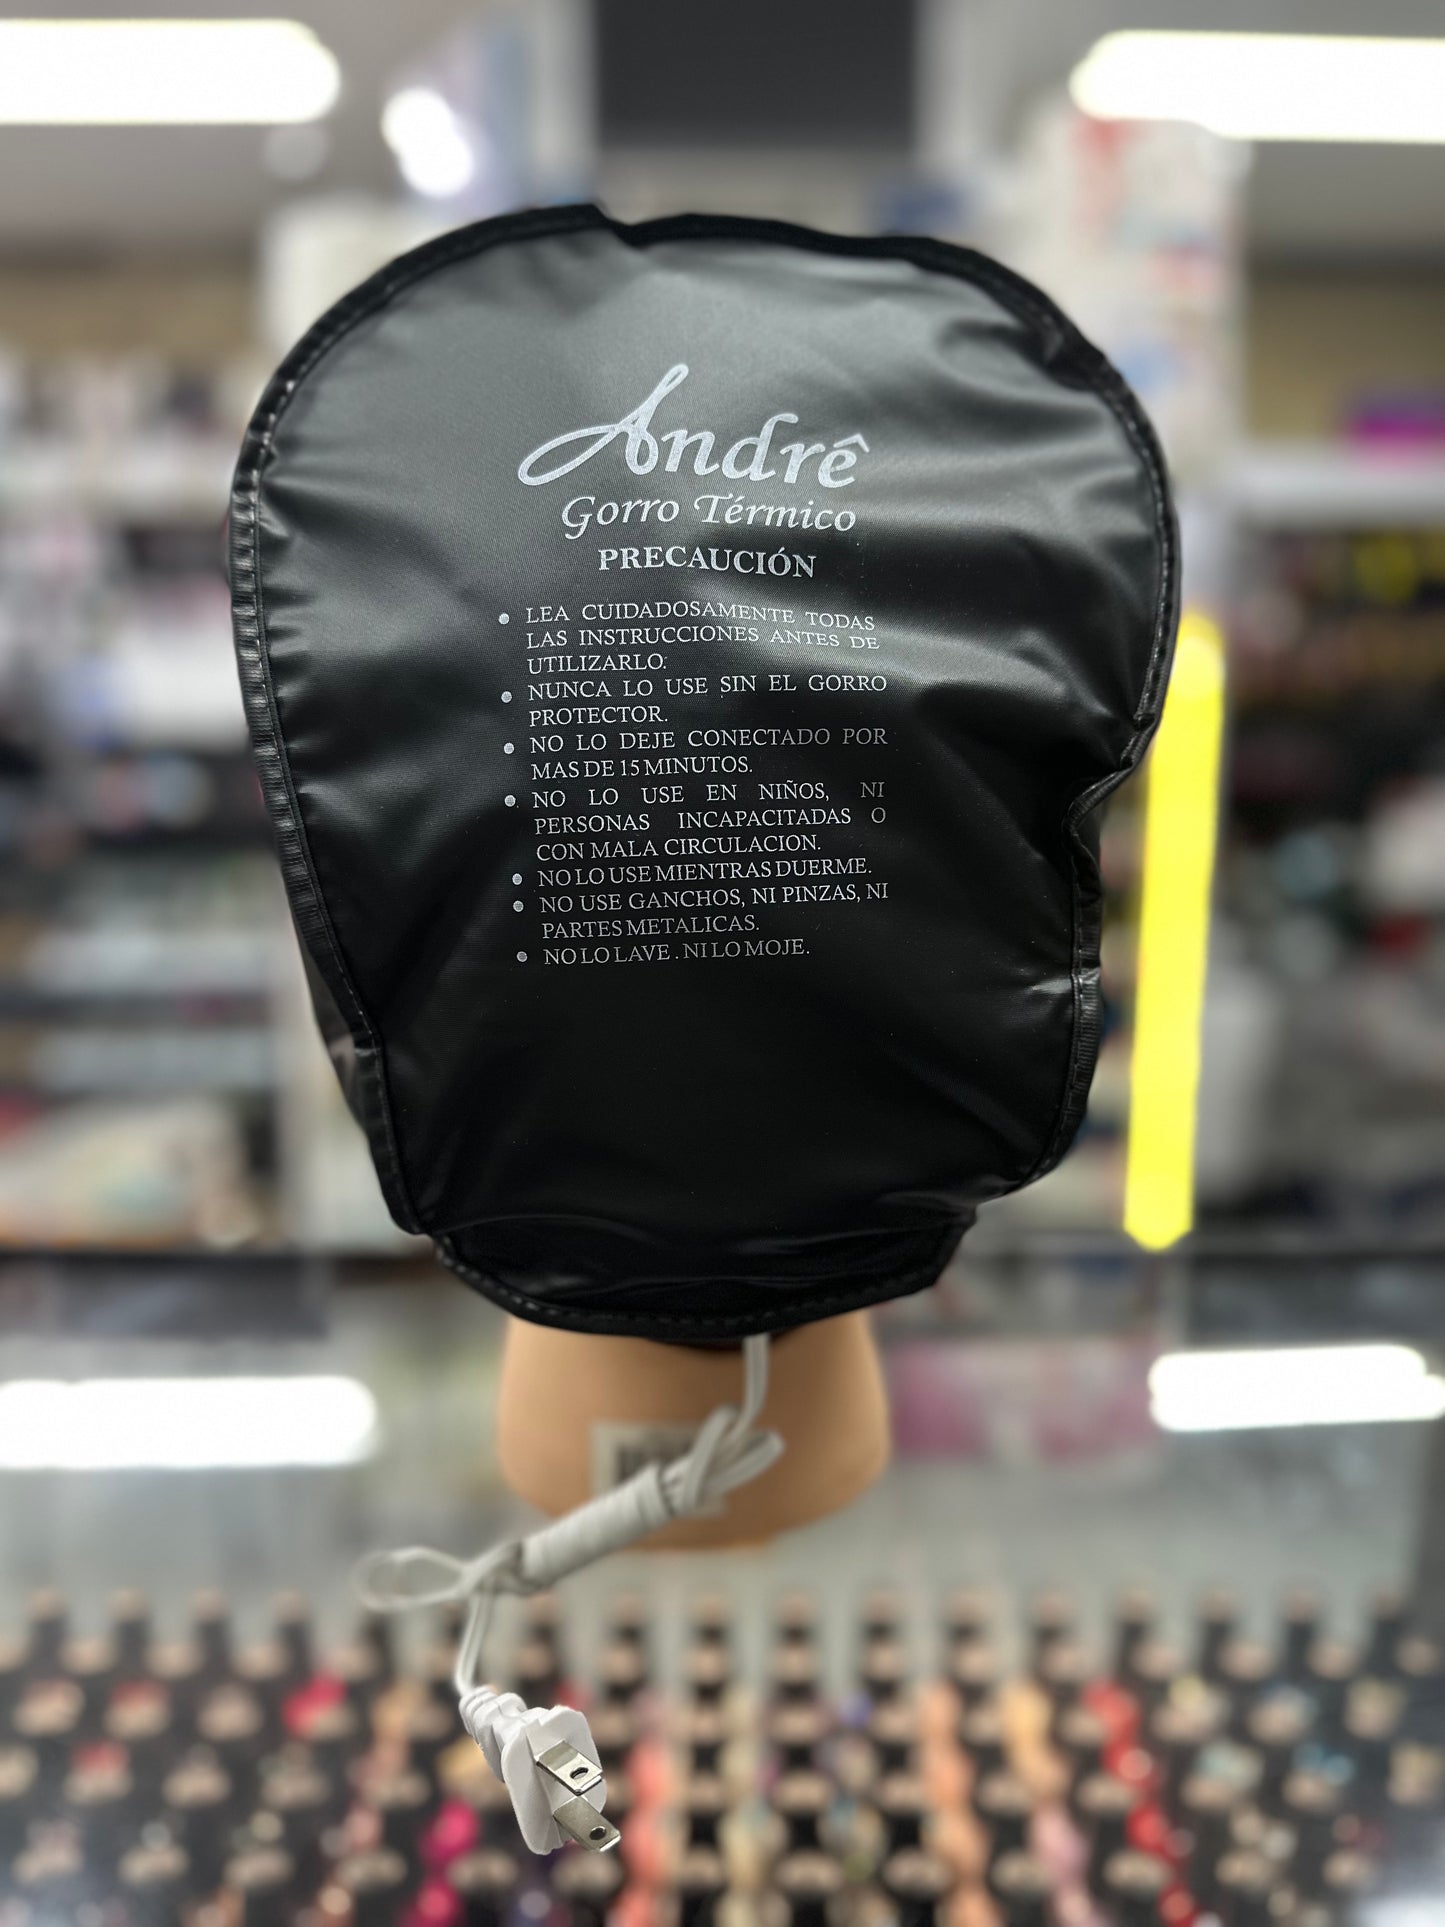 Andrê
Gorro Térmico
PRECAUCIÓN
• LEA CUIDADOSAMENTE TODAS
LAS INSTRUCCIONES ANTES DE
UTILIZARLO.
• NUNCA LO USE SIN EL GORRO
PROTECTOR.
• NO LO DEJE CONECTADO POR
MAS DE 15 MINUTOS.
• NO LO USE EN NIÑOS, NI
PERSONAS INCAPACITADAS O
CON MALA CIRCULACION.
• NO LO USE MIENTRAS DUERME.
• NO USE GANCHOS, NI PINZAS, NI
PARTES METALICAS.
• NO LO LAVE . NI LO MOJE.